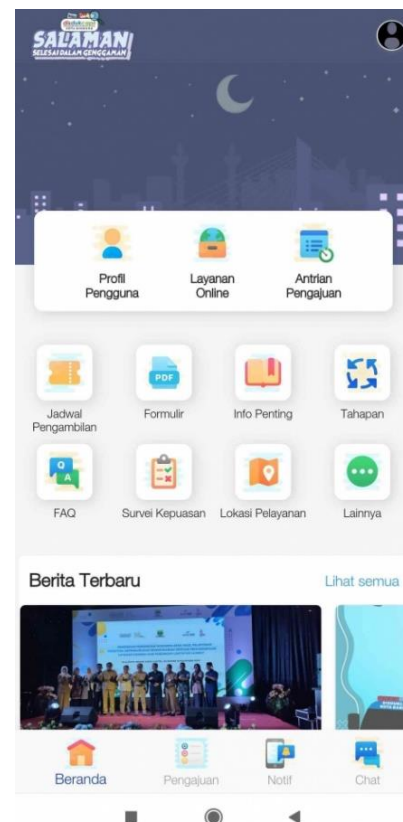 SALAMAN
SELESAI DALAM GENGGAMAN
Profil
Pengguna
Layanan
Online
Antrian
Pengajuan
PDF
Q
A
Jadwal
Pengambilan
Formulir
Info Penting
Tahapan
FAQ
Survei Kepuasan
Lokasi Pelayanan
Lainnya
Berita Terbaru
Lihat semua
Beranda
Pengajuan
Notif
Chat